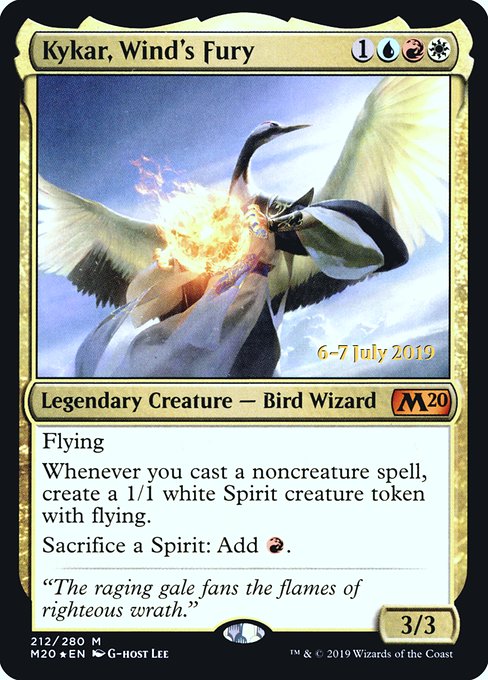 Kykar, Wind's Fury 1
6–7 July 2019
Legendary Creature — Bird Wizard M20
Flying
Whenever you cast a noncreature spell,
create a 1/1 white Spirit creature token
with flying.
Sacrifice a Spirit: Add .
“The raging gale fans the flames of
righteous wrath.”
3/3
212/280 M
M20 ★ EN G-HOST LEE
™ & © 2019 Wizards of the Coast